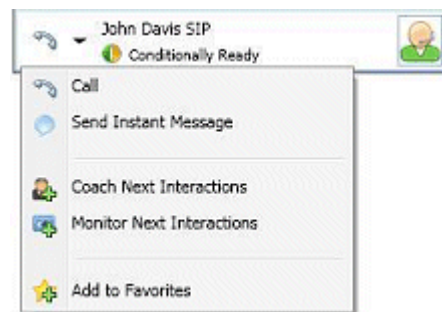 John Davis SIP
Conditionally Ready
Call
Send Instant Message
Coach Next Interactions
Monitor Next Interactions
Add to Favorites